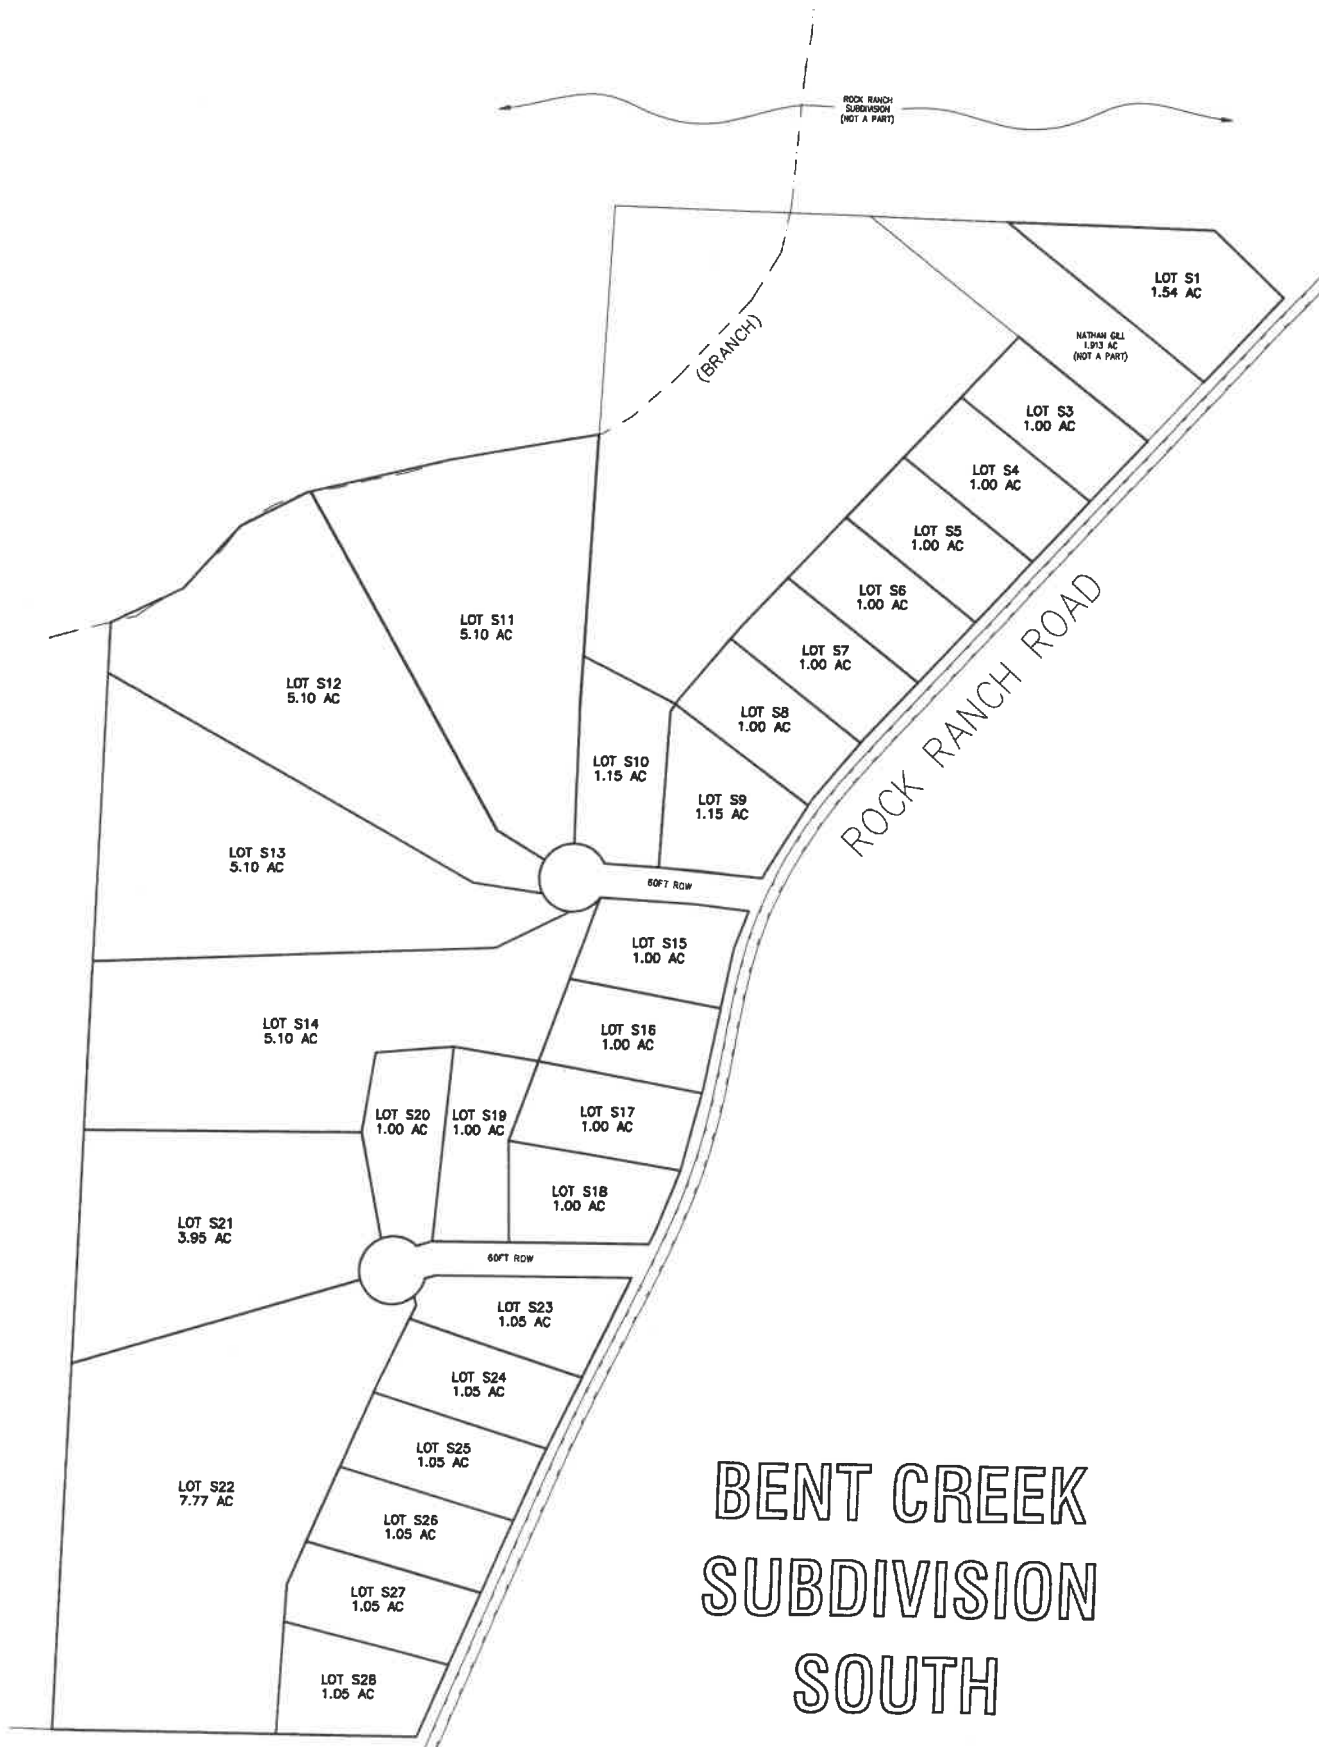 ROCK RANCH
SUBDIVISION
(NOT A PART)
LOT S1
1.54 AC
(BRANCH)
NATHAN GILL
1.913 AC
(NOT A PART)
LOT S3
1.00 AC
LOT S4
1.00 AC
LOT S5
1.00 AC
LOT S6
1.00 AC
LOT S7
1.00 AC
LOT S8
1.00 AC
LOT S9
1.15 AC
LOT S10
1.15 AC
LOT S11
5.10 AC
LOT S12
5.10 AC
LOT S13
5.10 AC
ROCK RANCH ROAD
60FT ROW
LOT S14
5.10 AC
LOT S15
1.00 AC
LOT S16
1.00 AC
LOT S17
1.00 AC
LOT S18
1.00 AC
LOT S19
1.00 AC
LOT S20
1.00 AC
LOT S21
3.95 AC
60FT ROW
LOT S22
7.77 AC
LOT S23
1.05 AC
LOT S24
1.05 AC
LOT S25
1.05 AC
LOT S26
1.05 AC
LOT S27
1.05 AC
LOT S28
1.05 AC
BENT CREEK
SUBDIVISION
SOUTH